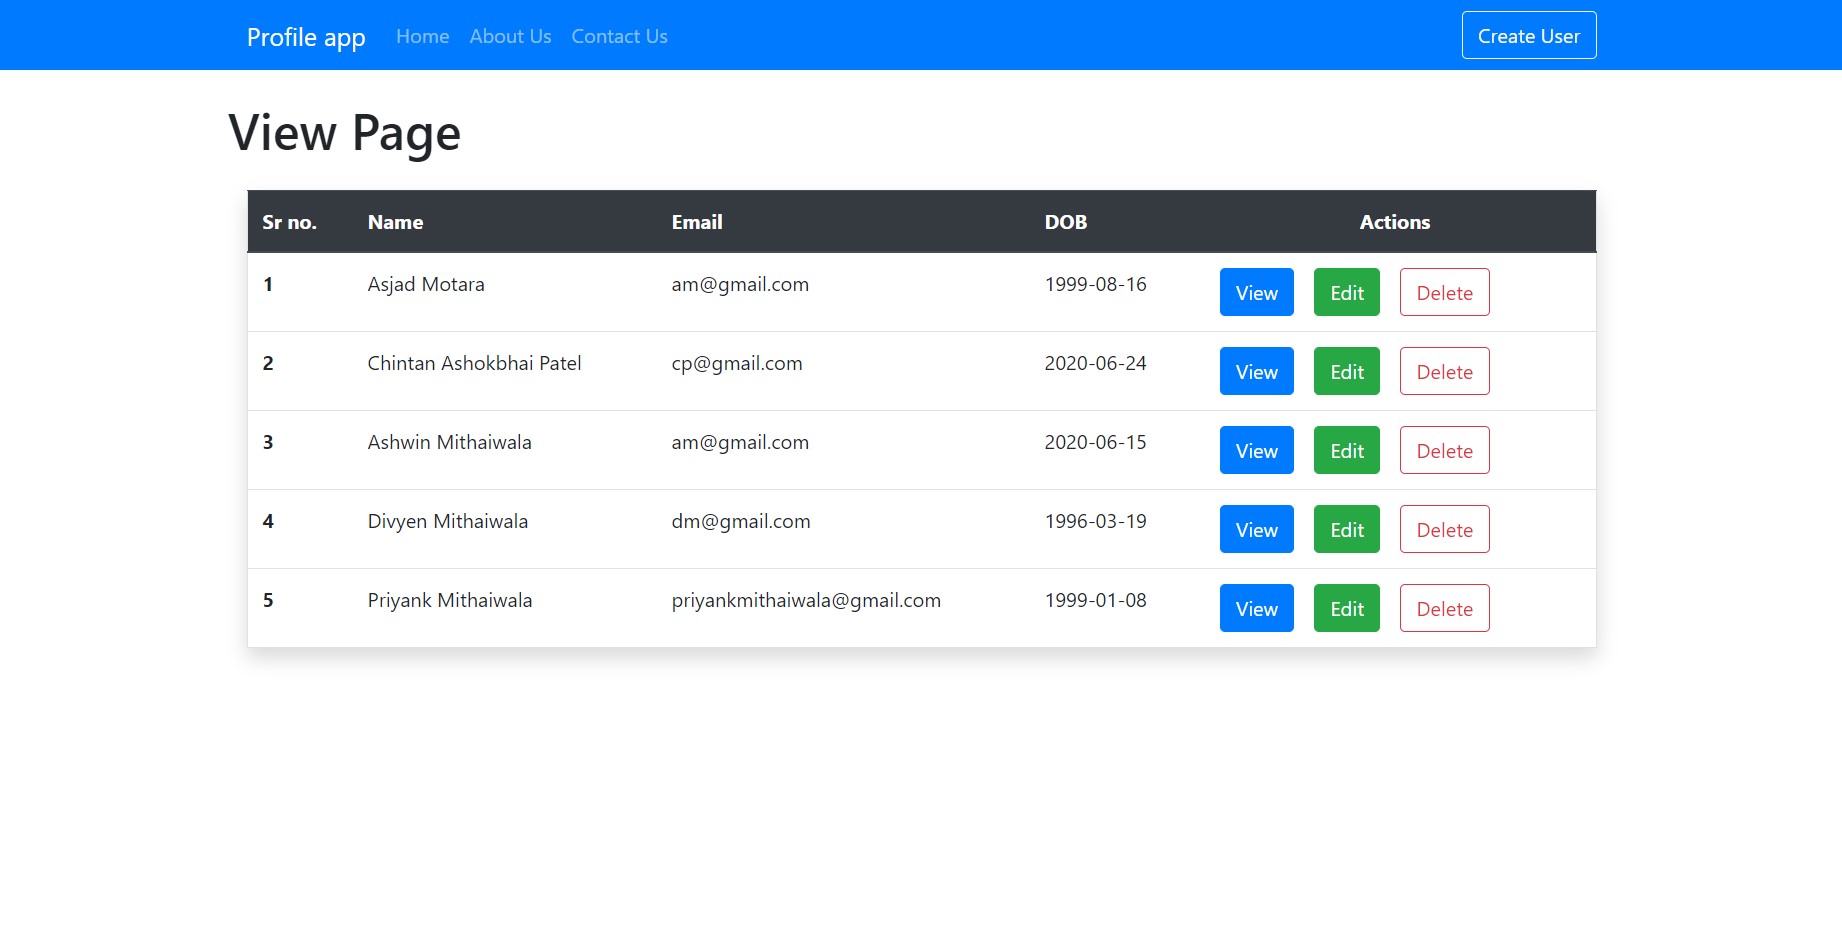 Profile app Home About Us Contact Us Create User
View Page
Sr no. Name Email DOB Actions
1 Asjad Motara am@gmail.com 1999-08-16 View Edit Delete
2 Chintan Ashokbhai Patel cp@gmail.com 2020-06-24 View Edit Delete
3 Ashwin Mithaiwala am@gmail.com 2020-06-15 View Edit Delete
4 Divyen Mithaiwala dm@gmail.com 1996-03-19 View Edit Delete
5 Priyank Mithaiwala priyankmithaiwala@gmail.com 1999-01-08 View Edit Delete